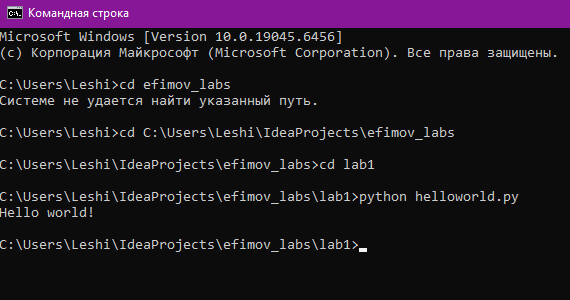 Командная строка
Microsoft Windows [Version 10.0.19045.6456]
(c) Корпорация Майкрософт (Microsoft Corporation). Все права защищены.
C:\Users\Leshi>cd efimov_labs
Системе не удается найти указанный путь.
C:\Users\Leshi>cd C:\Users\Leshi\IdeaProjects\efimov_labs
C:\Users\Leshi\IdeaProjects\efimov_labs>cd lab1
C:\Users\Leshi\IdeaProjects\efimov_labs\lab1>python helloworld.py
Hello world!
C:\Users\Leshi\IdeaProjects\efimov_labs\lab1>